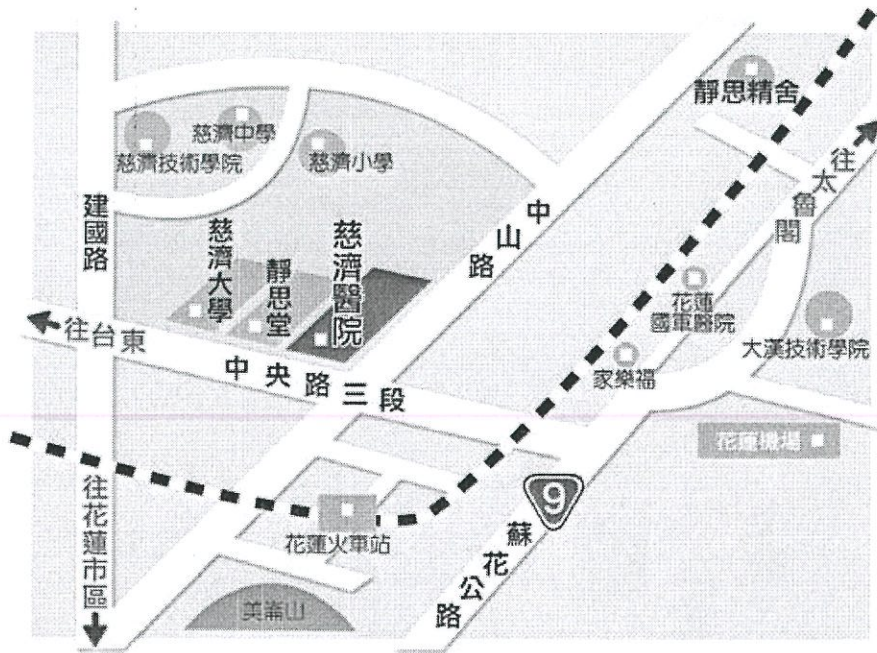 靜思精舍
往太魯閣
慈濟中學
慈濟技術學院
慈濟小學
建國路
中山路
慈濟大學
靜思堂
慈濟醫院
花蓮
國軍醫院
大漢技術學院
往台東
家樂福
中央路三段
花蓮機場
9
往花蓮市區
花蓮火車站
蘇花公路
美崙山